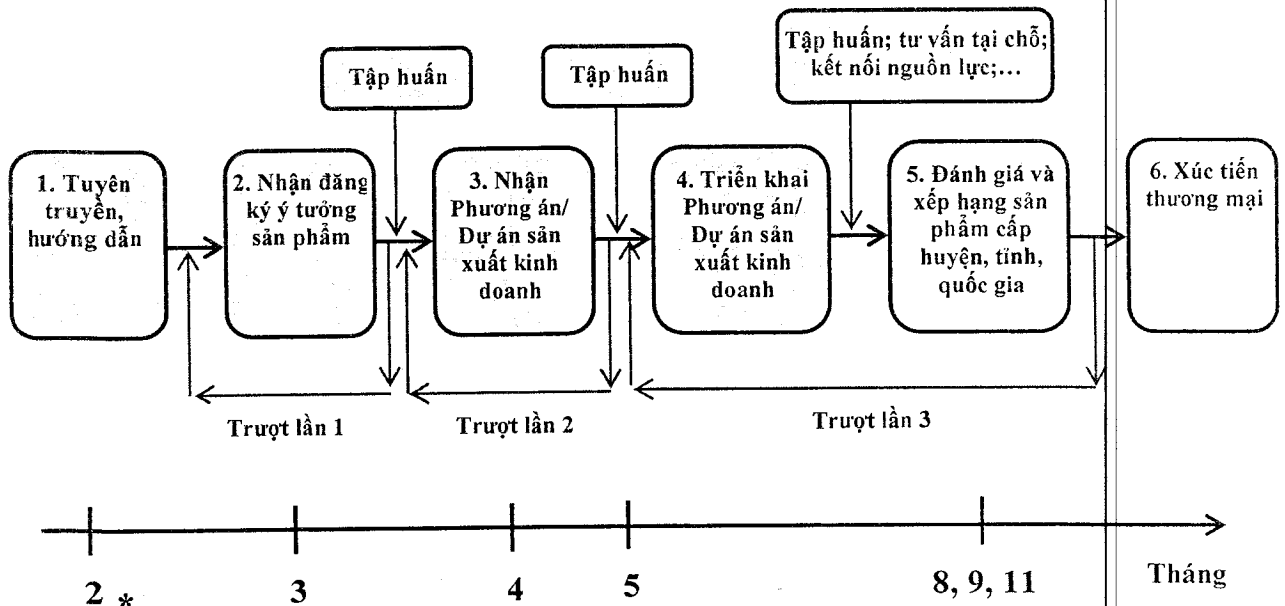 Tập huấn
Tập huấn
Tập huấn; tư vấn tại chỗ;
kết nối nguồn lực;...
1. Tuyên
truyền,
hướng dẫn
2. Nhận đăng
ký ý tưởng
sản phẩm
3. Nhận
Phương án/
Dự án sản
xuất kinh
doanh
4. Triển khai
Phương án/
Dự án sản
xuất kinh
doanh
5. Đánh giá và
xếp hạng sản
phẩm cấp
huyện, tỉnh,
quốc gia
6. Xúc tiến
thương mại
Trượt lần 1
Trượt lần 2
Trượt lần 3
2 *
3
4
5
8, 9, 11
Tháng